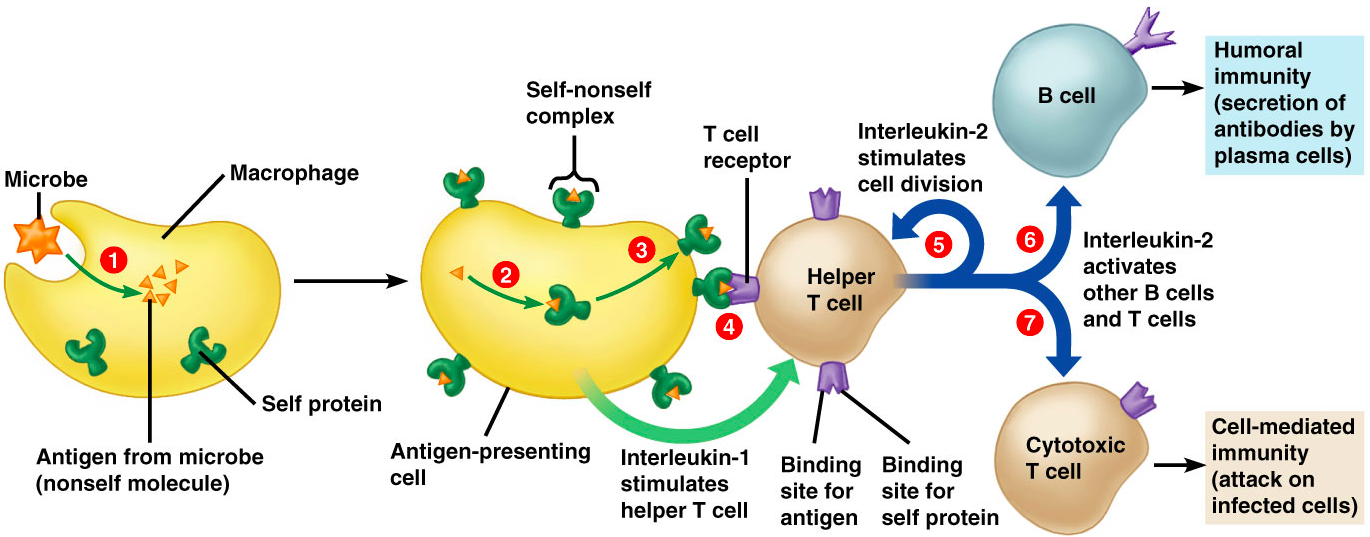 Microbe
Macrophage
1
Self protein
Antigen from microbe
(nonself molecule)
Self-nonself
complex
2
3
4
Antigen-presenting
cell
Interleukin-1
stimulates
helper T cell
T cell
receptor
Helper
T cell
Binding
site for
antigen
Binding
site for
self protein
Interleukin-2
stimulates
cell division
5
6
7
Interleukin-2
activates
other B cells
and T cells
B cell
Humoral
immunity
(secretion of
antibodies by
plasma cells)
Cytotoxic
T cell
Cell-mediated
immunity
(attack on
infected cells)